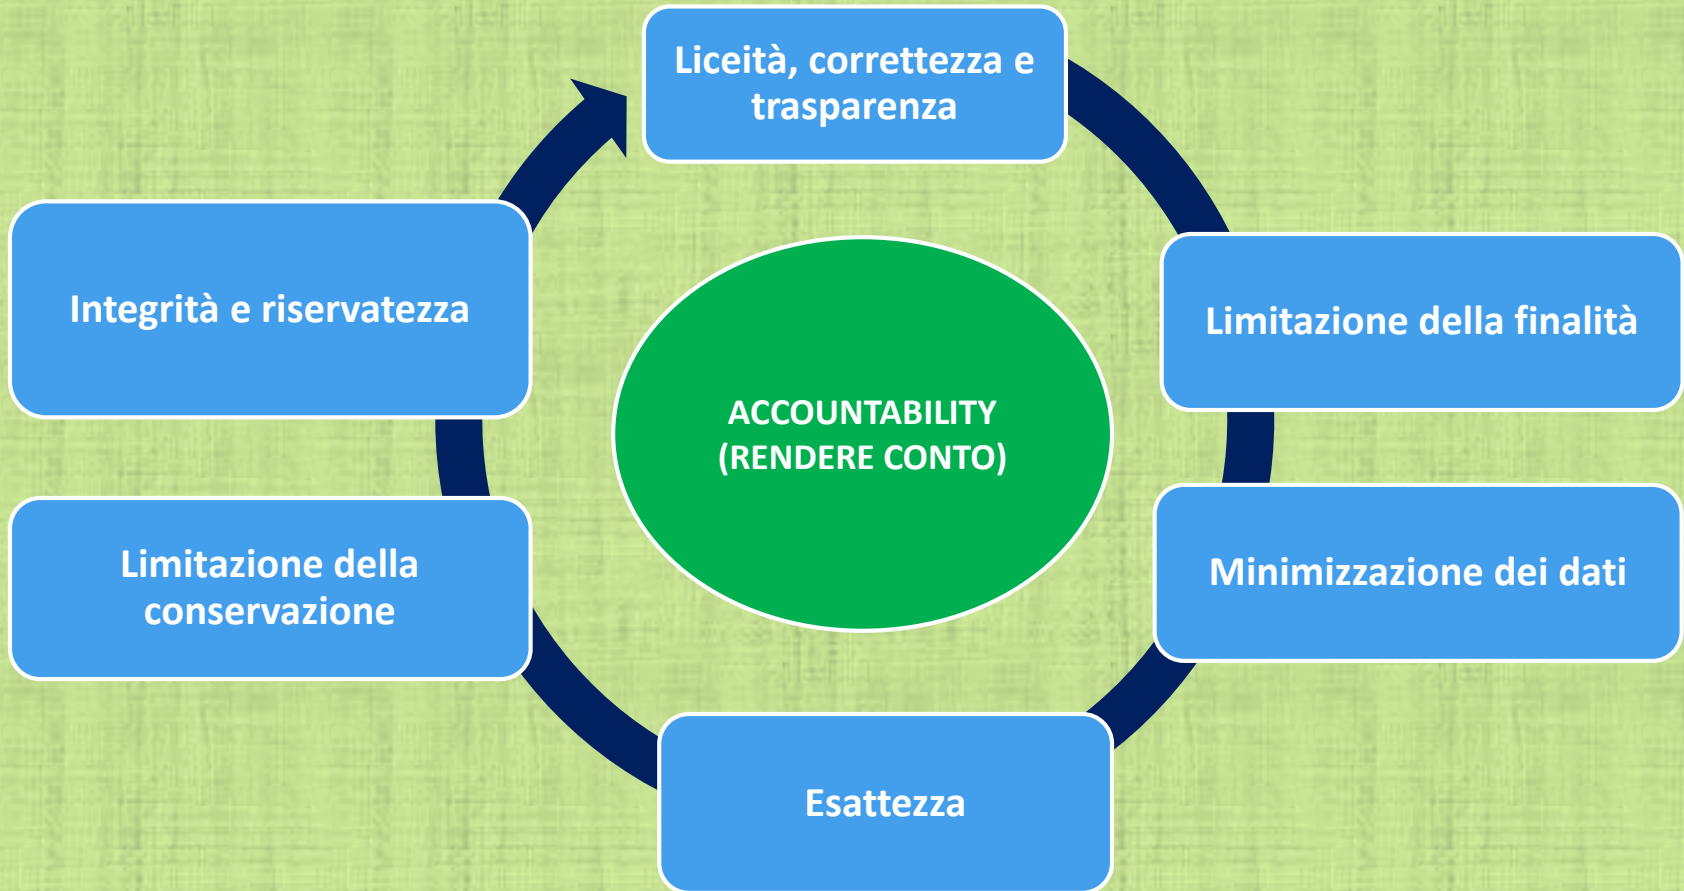 Liceità, correttezza e
trasparenza
Limitazione della finalità
Minimizzazione dei dati
Esattezza
Limitazione della
conservazione
Integrità e riservatezza
ACCOUNTABILITY
(RENDERE CONTO)